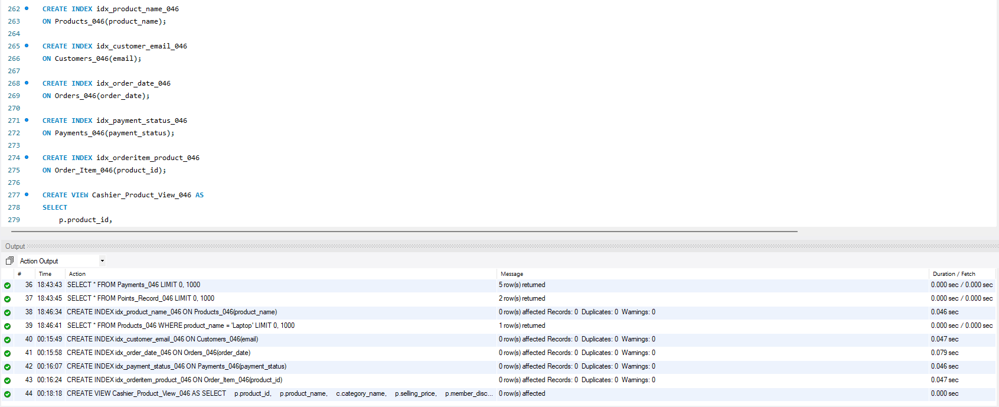 262 CREATE INDEX idx_product_name_046
263 ON Products_046(product_name);
264
265 CREATE INDEX idx_customer_email_046
266 ON Customers_046(email);
267
268 CREATE INDEX idx_order_date_046
269 ON Orders_046(order_date);
270
271 CREATE INDEX idx_payment_status_046
272 ON Payments_046(payment_status);
273
274 CREATE INDEX idx_orderitem_product_046
275 ON Order_Item_046(product_id);
276
277 CREATE VIEW Cashier_Product_View_046 AS
278 SELECT
279 p.product_id,
Output
Action Output
# Time Action Message Duration / Fetch
36 18:43:43 SELECT * FROM Payments_046 LIMIT 0, 1000 5 row(s) returned 0.000 sec / 0.000 sec
37 18:43:45 SELECT * FROM Points_Record_046 LIMIT 0, 1000 2 row(s) returned 0.000 sec / 0.000 sec
38 18:46:34 CREATE INDEX idx_product_name_046 ON Products_046(product_name) 0 row(s) affected Records: 0 Duplicates: 0 Warnings: 0 0.046 sec
39 18:46:41 SELECT * FROM Products_046 WHERE product_name = 'Laptop' LIMIT 0, 1000 1 row(s) returned 0.000 sec / 0.000 sec
40 00:15:49 CREATE INDEX idx_customer_email_046 ON Customers_046(email) 0 row(s) affected Records: 0 Duplicates: 0 Warnings: 0 0.047 sec
41 00:15:58 CREATE INDEX idx_order_date_046 ON Orders_046(order_date) 0 row(s) affected Records: 0 Duplicates: 0 Warnings: 0 0.079 sec
42 00:16:07 CREATE INDEX idx_payment_status_046 ON Payments_046(payment_status) 0 row(s) affected Records: 0 Duplicates: 0 Warnings: 0 0.046 sec
43 00:16:24 CREATE INDEX idx_orderitem_product_046 ON Order_Item_046(product_id) 0 row(s) affected Records: 0 Duplicates: 0 Warnings: 0 0.047 sec
44 00:18:18 CREATE VIEW Cashier_Product_View_046 AS SELECT p.product_id, p.product_name, c.category_name, p.selling_price, p.member_disc... 0 row(s) affected 0.000 sec